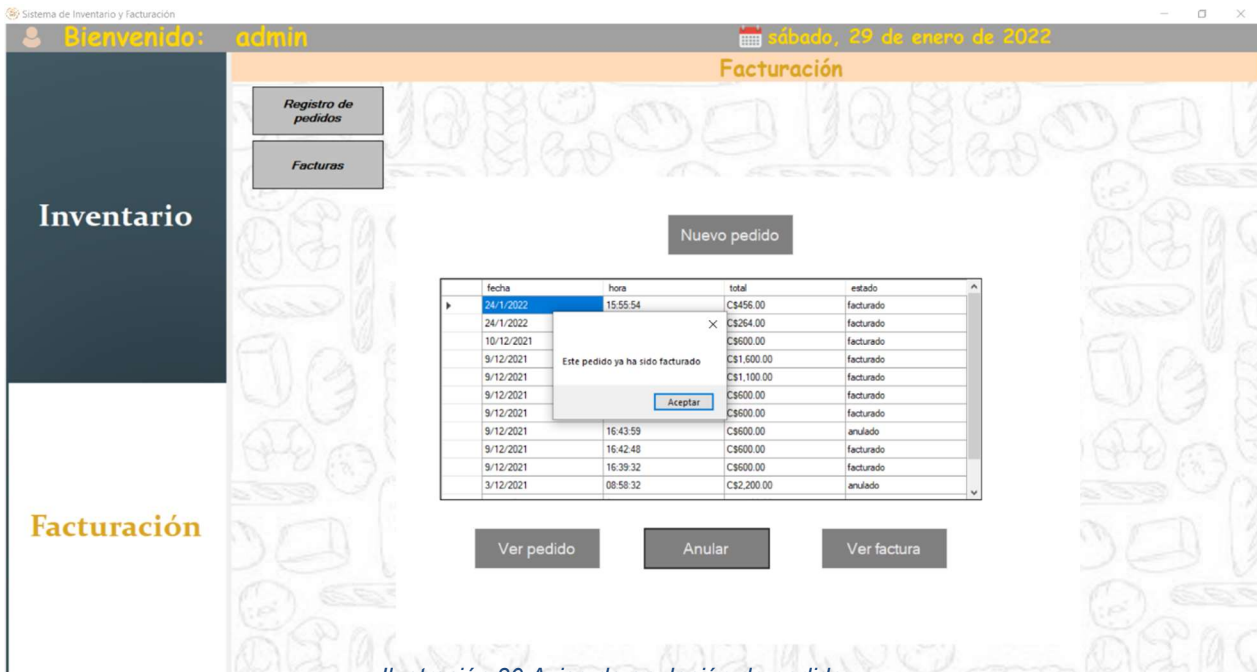 Sistema de Inventario y Facturación
Bienvenido: admin
sábado, 29 de enero de 2022
Facturación
Registro de
pedidos
Facturas
Inventario
Facturación
Nuevo pedido
fecha hora total estado
24/1/2022 15:55:54 C$456.00 facturado
24/1/2022 C$264.00 facturado
10/12/2021 C$600.00 facturado
9/12/2021 C$1,600.00 facturado
9/12/2021 C$1,100.00 facturado
9/12/2021 C$600.00 facturado
9/12/2021 C$600.00 facturado
9/12/2021 16:43:59 C$600.00 anulado
9/12/2021 16:42:48 C$600.00 facturado
9/12/2021 16:39:32 C$600.00 facturado
3/12/2021 08:58:32 C$2,200.00 anulado
Este pedido ya ha sido facturado
Aceptar
Ver pedido
Anular
Ver factura